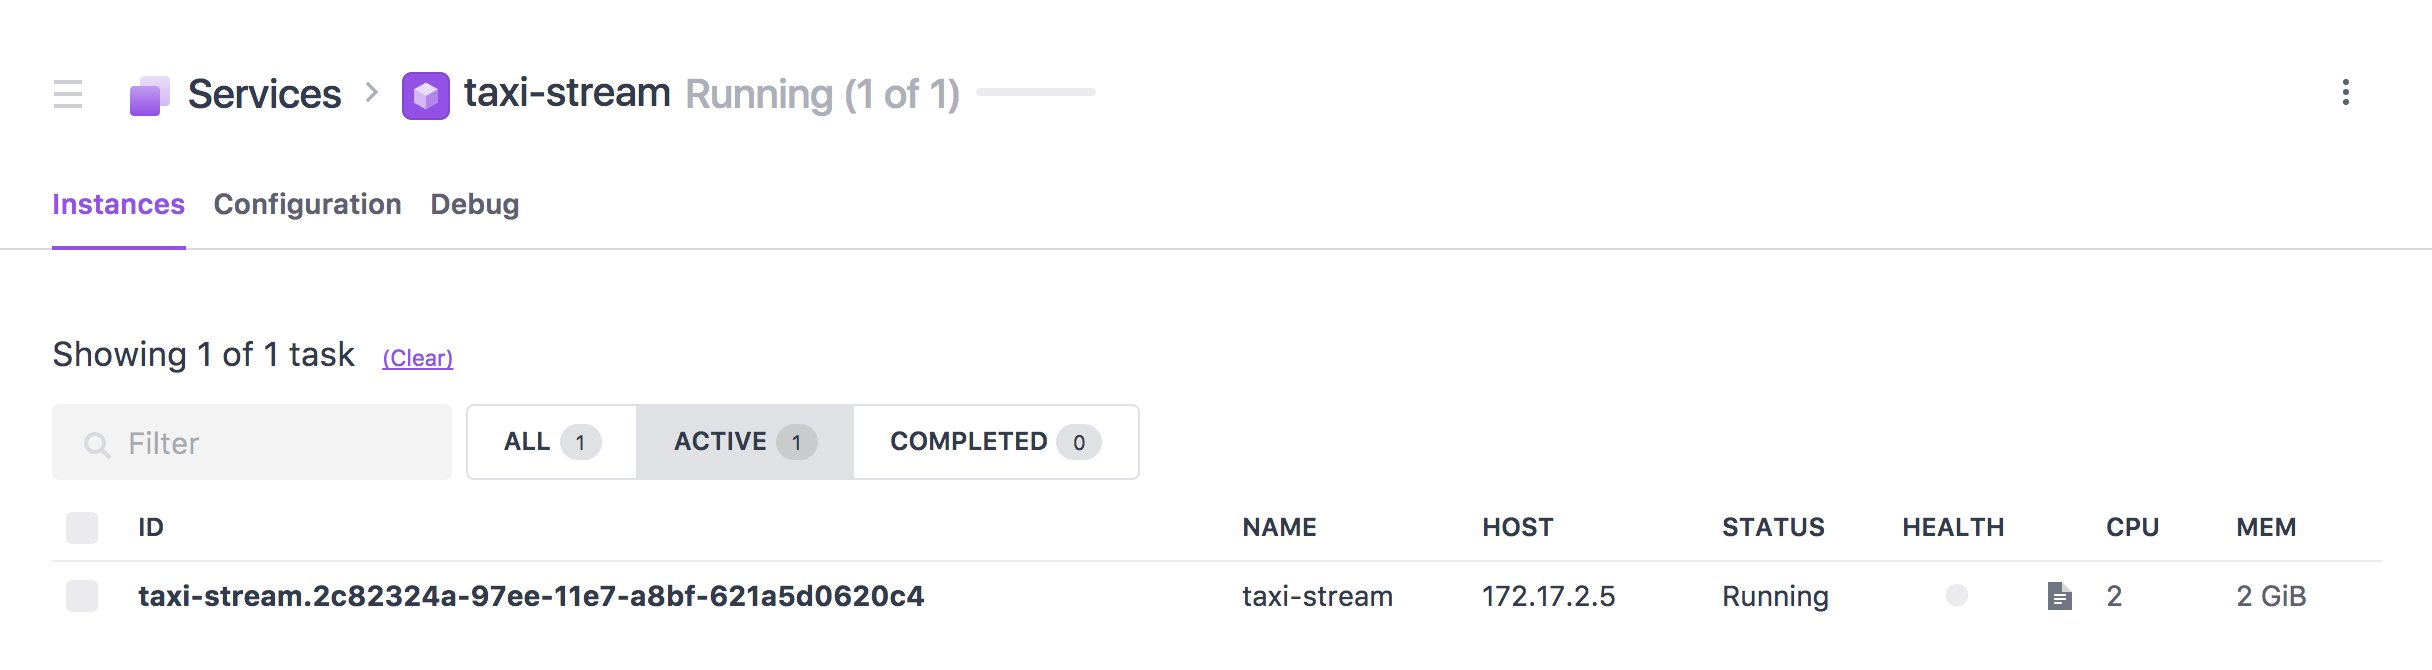 Services > taxi-stream Running (1 of 1)
Instances Configuration Debug
Showing 1 of 1 task (Clear)
Filter ALL 1 ACTIVE 1 COMPLETED 0
ID NAME HOST STATUS HEALTH CPU MEM
taxi-stream.2c82324a-97ee-11e7-a8bf-621a5d0620c4 taxi-stream 172.17.2.5 Running 2 2 GiB